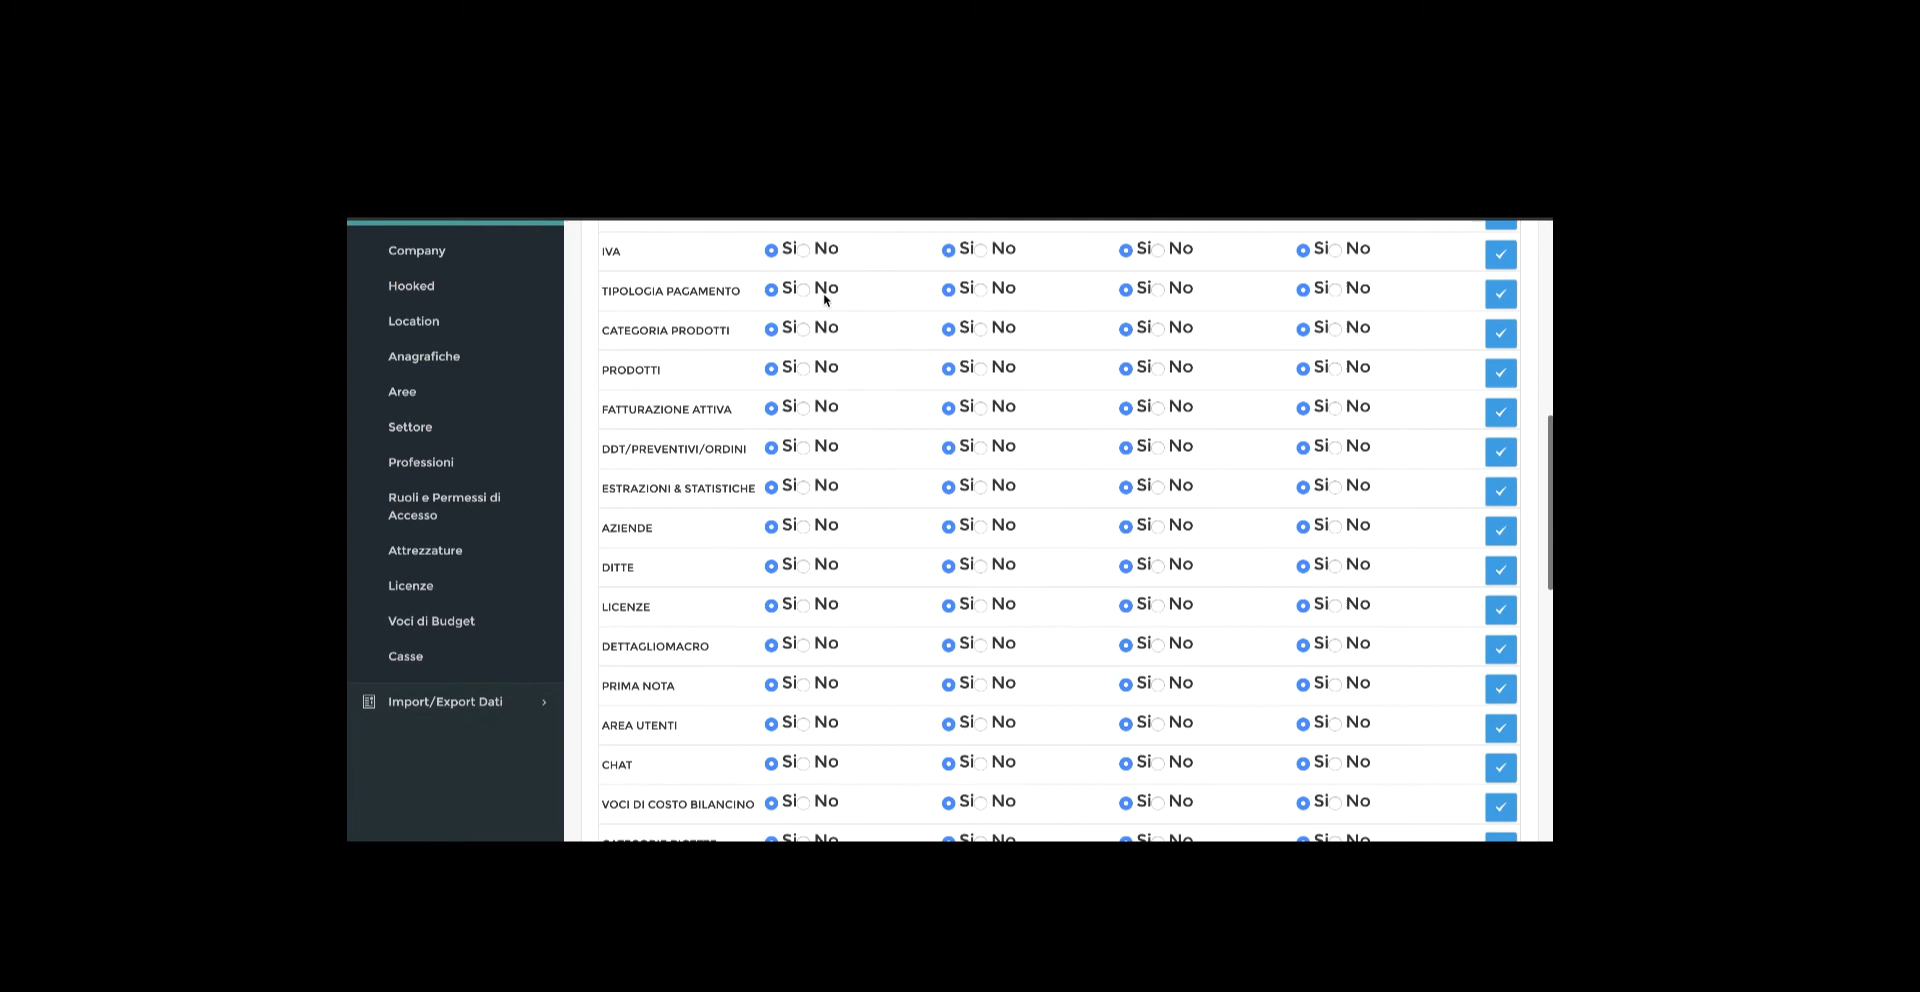 Company
Hooked
Location
Anagrafiche
Aree
Settore
Professioni
Ruoli e Permessi di
Accesso
Attrezzature
Licenze
Voci di Budget
Casse
Import/Export Dati
IVA Si No Si No Si No Si No
TIPOLOGIA PAGAMENTO Si No Si No Si No Si No
CATEGORIA PRODOTTI Si No Si No Si No Si No
PRODOTTI Si No Si No Si No Si No
FATTURAZIONE ATTIVA Si No Si No Si No Si No
DDT/PREVENTIVI/ORDINI Si No Si No Si No Si No
ESTRAZIONI & STATISTICHE Si No Si No Si No Si No
AZIENDE Si No Si No Si No Si No
DITTE Si No Si No Si No Si No
LICENZE Si No Si No Si No Si No
DETTAGLIOMACRO Si No Si No Si No Si No
PRIMA NOTA Si No Si No Si No Si No
AREA UTENTI Si No Si No Si No Si No
CHAT Si No Si No Si No Si No
VOCI DI COSTO BILANCINO Si No Si No Si No Si No
Si No Si No Si No Si No